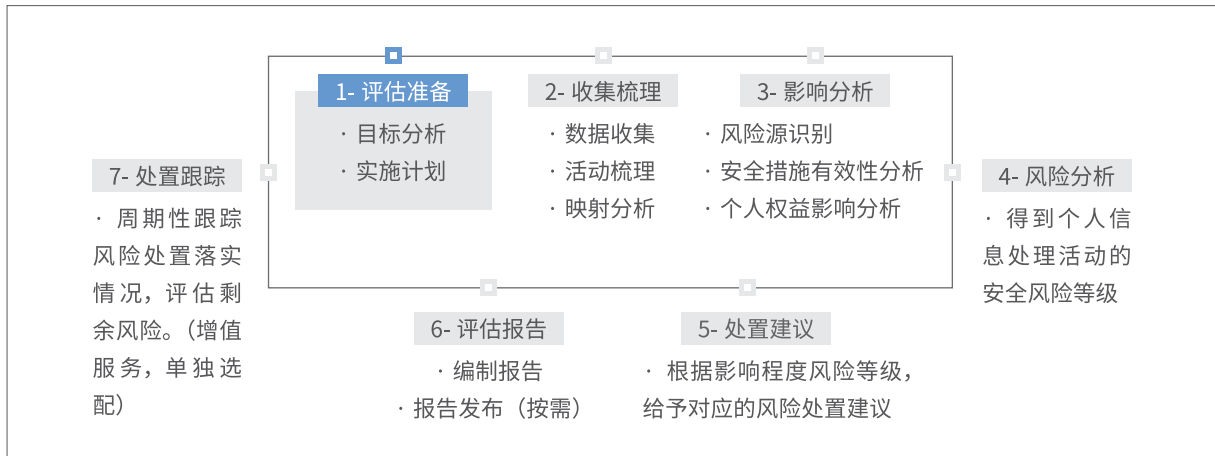 1- 评估准备
· 目标分析
· 实施计划
2- 收集梳理
· 数据收集
· 活动梳理
· 映射分析
3- 影响分析
· 风险源识别
· 安全措施有效性分析
· 个人权益影响分析
4- 风险分析
· 得到个人信
息处理活动的
安全风险等级
5- 处置建议
· 根据影响程度风险等级，
给予对应的风险处置建议
6- 评估报告
· 编制报告
· 报告发布（按需）
7- 处置跟踪
· 周期性跟踪
风险处置落实
情况，评估剩
余风险。（增值
服务，单独选
配）